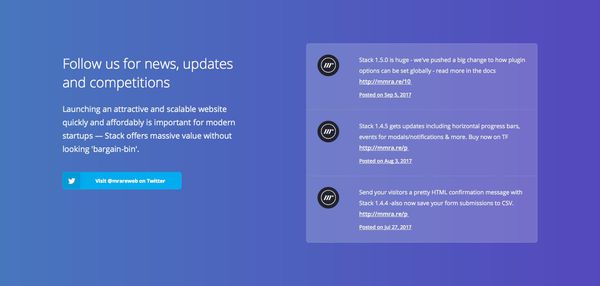 Follow us for news, updates
and competitions
Launching an attractive and scalable website
quickly and affordably is important for modern
startups — Stack offers massive value without
looking 'bargain-bin'.
Visit @mrareweb on Twitter
Stack 1.5.0 is huge - we've pushed a big change to how plugin
options can be set globally - read more in the docs
http://mmra.re/10
Posted on Sep 5, 2017
Stack 1.4.5 gets updates including horizontal progress bars,
events for modals/notifications & more. Buy now on TF
http://mmra.re/p
Posted on Aug 3, 2017
Send your visitors a pretty HTML confirmation message with
Stack 1.4.4 -also now save your form submissions to CSV.
http://mmra.re/p
Posted on Jul 27, 2017